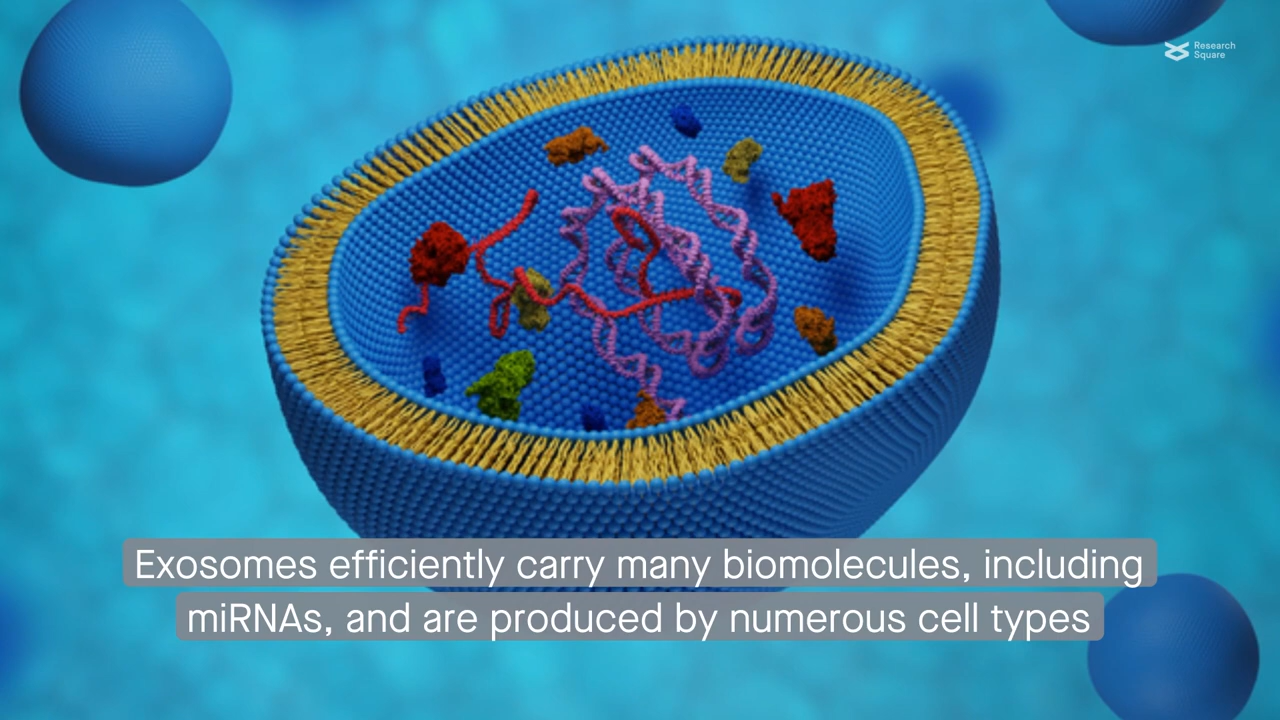 Research
Square
Exosomes efficiently carry many biomolecules, including
miRNAs, and are produced by numerous cell types